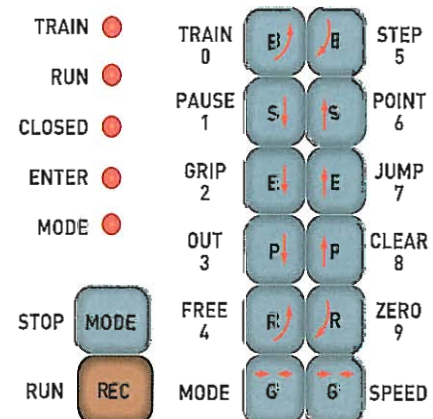 TRAIN
RUN
CLOSED
ENTER
MODE
STOP MODE
RUN REC
TRAIN 0 B B STEP 5
PAUSE 1 S S POINT 6
GRIP 2 E E JUMP 7
OUT 3 P P CLEAR 8
FREE 4 R R ZERO 9
MODE G G SPEED